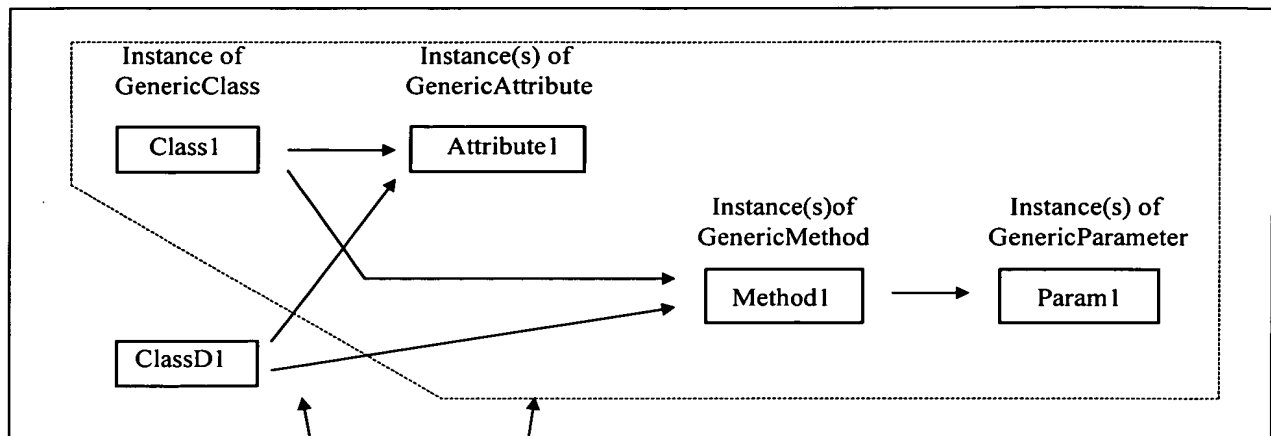 Instance of
GenericClass
Instance(s) of
GenericAttribute
Class1
Attribute1
Instance(s)of
GenericMethod
Instance(s) of
GenericParameter
Method1
Param1
ClassD1